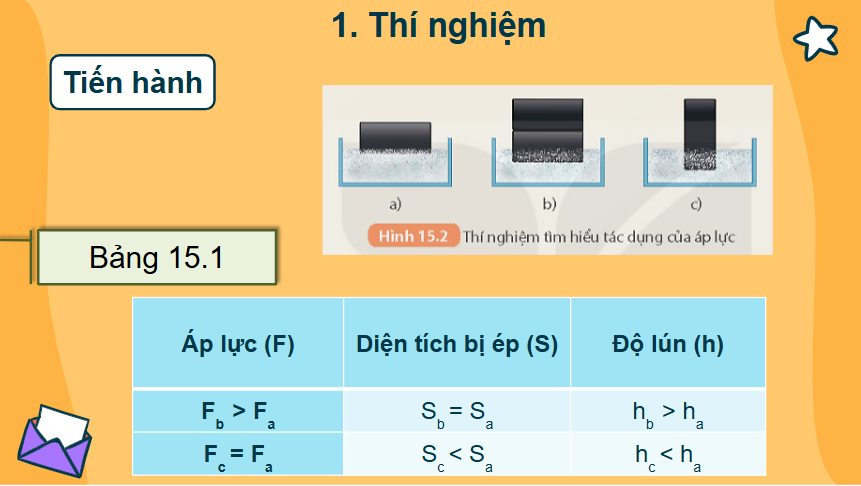 1. Thí nghiệm
Tiến hành
a) b) c)
Hình 15.2 Thí nghiệm tìm hiểu tác dụng của áp lực
Bảng 15.1
Áp lực (F) Diện tích bị ép (S) Độ lún (h)
F_b > F_a S_b = S_a h_b > h_a
F_c = F_a S_c < S_a h_c < h_a